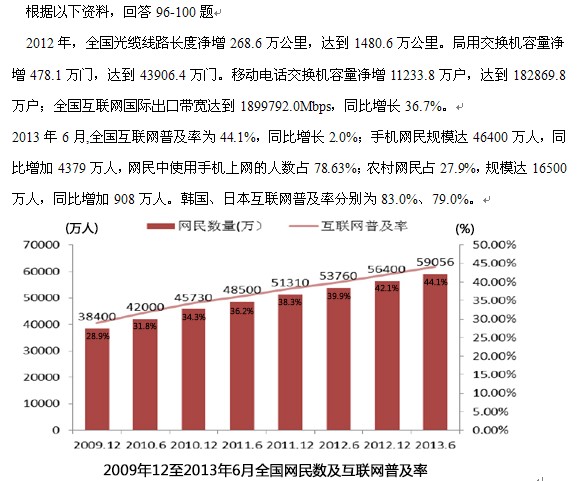 根据以下资料，回答 96-100 题
2012 年，全国光缆线路长度净增 268.6 万公里，达到 1480.6 万公里。局用交换机容量净
增 478.1 万门，达到 43906.4 万门。移动电话交换机容量净增 11233.8 万户，达到 182869.8
万户；全国互联网国际出口带宽达到 1899792.0Mbps，同比增长 36.7%。
2013 年 6 月,全国互联网普及率为 44.1%，同比增长 2.0%；手机网民规模达 46400 万人，同
比增加 4379 万人，网民中使用手机上网的人数占 78.63%；农村网民占 27.9%，规模达 16500
万人，同比增加 908 万人。韩国、日本互联网普及率分别为 83.0%、79.0%。
(万人) 网民数量(万) 互联网普及率 (%)
70000 60000 50000 40000 30000 20000 10000 0
38400 42000 45730 48500 51310 53760 56400 59056
28.9% 31.8% 34.3% 36.2% 38.3% 39.9% 42.1% 44.1%
50.00% 45.00% 40.00% 35.00% 30.00% 25.00% 20.00% 15.00% 10.00% 5.00% 0.00%
2009.12 2010.6 2010.12 2011.6 2011.12 2012.6 2012.12 2013.6
2009年12至2013年6月全国网民数及互联网普及率